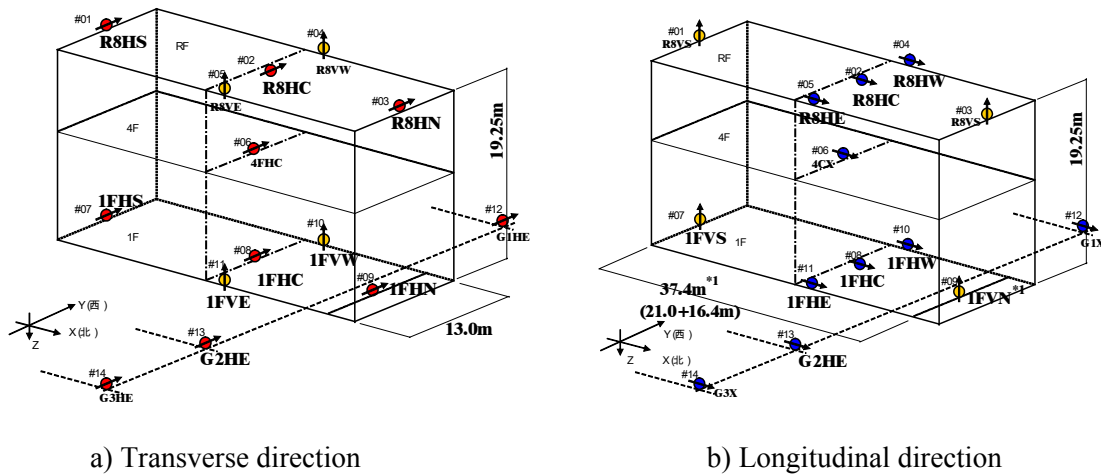 #01
R8HS
RF
#02
R8HC
#04
R8VW
#05
R8VE
#03
R8HN
4F
#06
4FHC
19.25m
#07
1FHS
1F
#08
1FHC
#10
1FVW
#12
G1HE
#11
1FVE
#09
1FHN
13.0m
Y(西)
X(北)
Z
#13
G2HE
#14
G3HE
a) Transverse direction
#01
R8VS
RF
#02
R8HC
#04
R8HW
#05
R8HE
#03
R8VS
4F
#06
4CX
19.25m
#07
1FVS
1F
#08
1FHC
#10
1FHW
#12
G1X
#11
1FHE
#09
1FVN*1
37.4m*1
(21.0+16.4m)
Y(西)
X(北)
Z
#13
G2HE
#14
G3X
b) Longitudinal direction